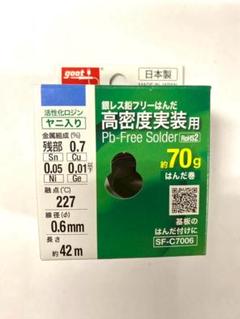 goot
日本製
活性化ロジン
ヤニ入り
金属組成(%)
残部 0.7
Sn Cu
0.05 0.01以下
Ni Ge
融点(℃)
227
線径(φ)
0.6mm
長さ
約42m
銀レス鉛フリーはんだ
高密度実装用
Pb-Free Solder RoHS2
約70g
はんだ巻
基板の
はんだ付けに
SF-C7006